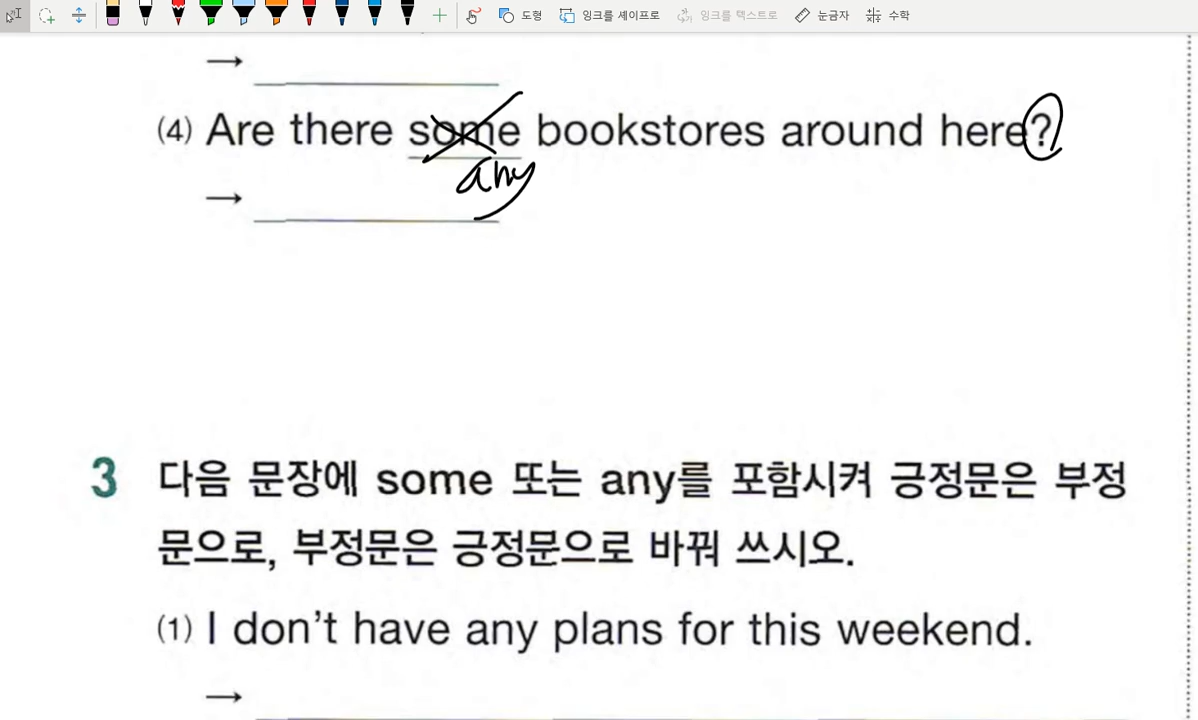 도형 잉크를 셰이프로 잉크를 텍스트로 눈금자 수학
→
(4) Are there some bookstores around here?
any
→
3 다음 문장에 some 또는 any를 포함시켜 긍정문은 부정
문으로, 부정문은 긍정문으로 바꿔 쓰시오.
(1) I don't have any plans for this weekend.
→